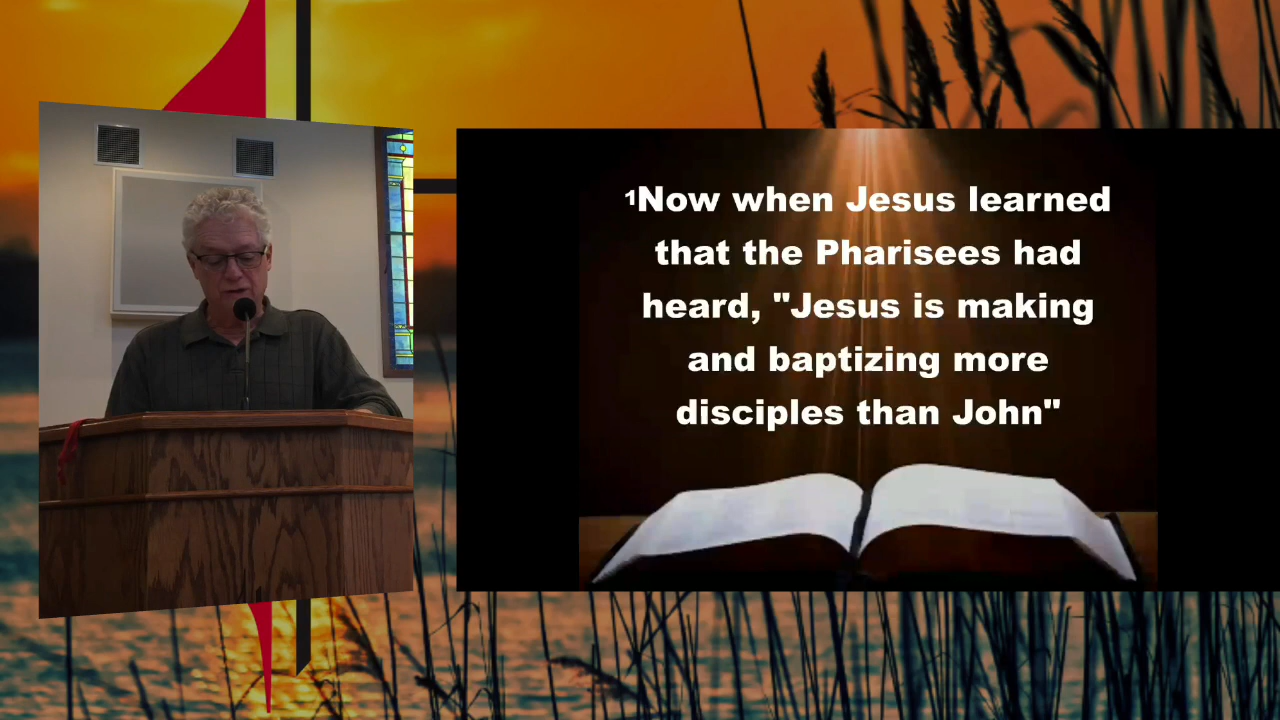 ¹Now when Jesus learned
that the Pharisees had
heard, "Jesus is making
and baptizing more
disciples than John"